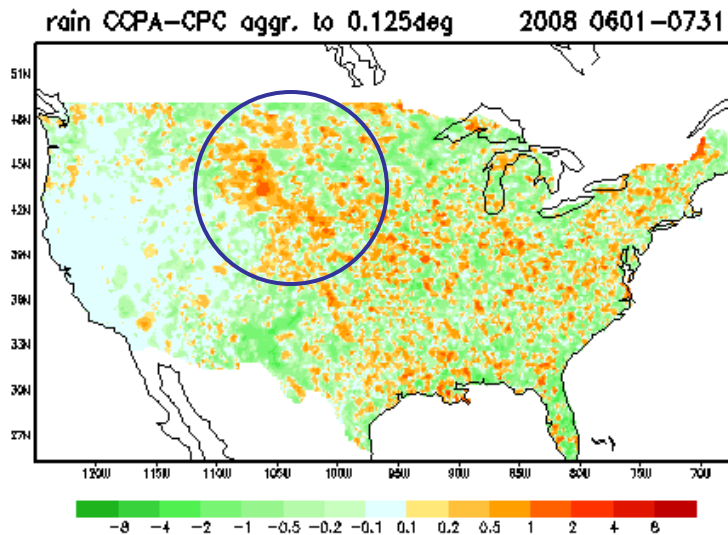 rain CCPA-CPC aggr. to 0.125deg 2008 0601-0731
51N
48N
45N
42N
39N
36N
33N
30N
27N
120W 115W 110W 105W 100W 95W 90W 85W 80W 75W 70W
-8 -4 -2 -1 -0.5 -0.2 -0.1 0.1 0.2 0.5 1 2 4 8